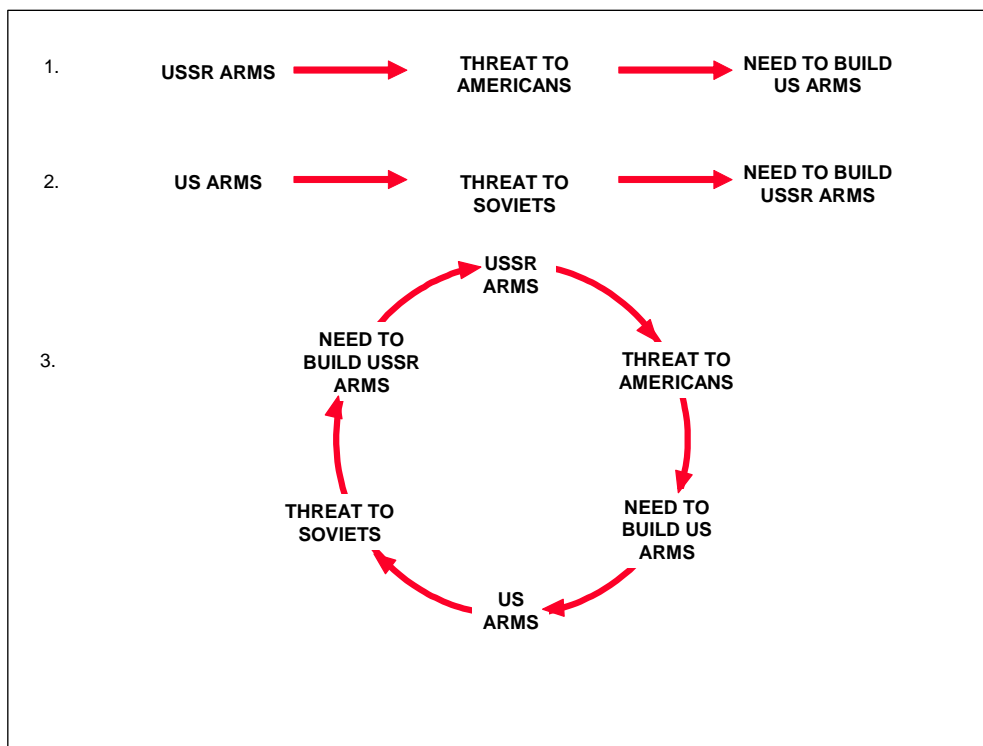 1.
USSR ARMS
THREAT TO
AMERICANS
NEED TO BUILD
US ARMS
2.
US ARMS
THREAT TO
SOVIETS
NEED TO BUILD
USSR ARMS
3.
USSR
ARMS
THREAT TO
AMERICANS
NEED TO
BUILD US
ARMS
US
ARMS
THREAT TO
SOVIETS
NEED TO
BUILD USSR
ARMS